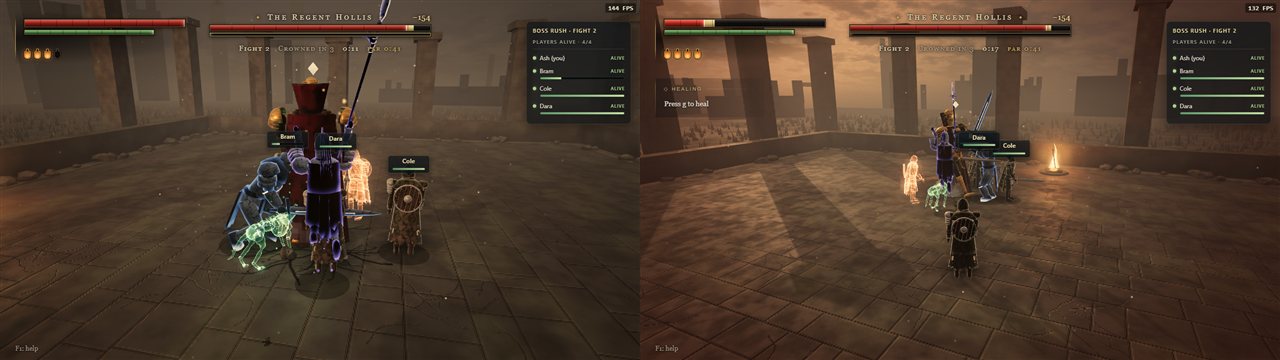 144 FPS
The Regent Hollis
-154
Fight 2 Crowned in 3 0:11 Par 0:41
BOSS RUSH · FIGHT 2
PLAYERS ALIVE · 4/4
Ash (you) ALIVE
Bram ALIVE
Cole ALIVE
Dara ALIVE
Bram
Dara
Cole
F1: help
132 FPS
The Regent Hollis
-154
Fight 2 Crowned in 3 0:17 Par 0:41
BOSS RUSH · FIGHT 2
PLAYERS ALIVE · 4/4
Ash (you) ALIVE
Bram ALIVE
Cole ALIVE
Dara ALIVE
HEALING
Press g to heal
Dara
Cole
F1: help